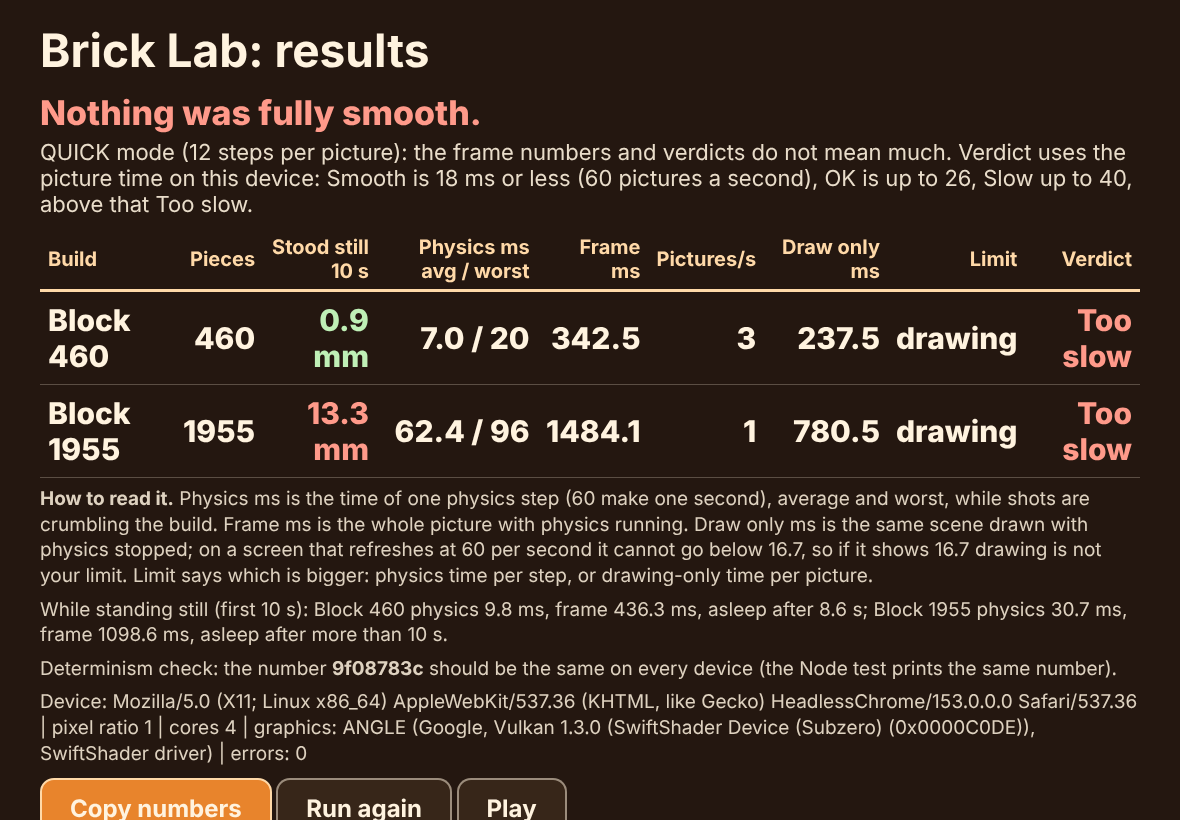 Brick Lab: results
Nothing was fully smooth.
QUICK mode (12 steps per picture): the frame numbers and verdicts do not mean much. Verdict uses the
picture time on this device: Smooth is 18 ms or less (60 pictures a second), OK is up to 26, Slow up to 40,
above that Too slow.
Build Pieces Stood still 10 s Physics ms avg / worst Frame ms Pictures/s Draw only ms Limit Verdict
Block 460 460 0.9 mm 7.0 / 20 342.5 3 237.5 drawing Too slow
Block 1955 1955 13.3 mm 62.4 / 96 1484.1 1 780.5 drawing Too slow
How to read it. Physics ms is the time of one physics step (60 make one second), average and worst, while shots are
crumbling the build. Frame ms is the whole picture with physics running. Draw only ms is the same scene drawn with
physics stopped; on a screen that refreshes at 60 per second it cannot go below 16.7, so if it shows 16.7 drawing is not
your limit. Limit says which is bigger: physics time per step, or drawing-only time per picture.
While standing still (first 10 s): Block 460 physics 9.8 ms, frame 436.3 ms, asleep after 8.6 s; Block 1955 physics 30.7 ms,
frame 1098.6 ms, asleep after more than 10 s.
Determinism check: the number 9f08783c should be the same on every device (the Node test prints the same number).
Device: Mozilla/5.0 (X11; Linux x86_64) AppleWebKit/537.36 (KHTML, like Gecko) HeadlessChrome/153.0.0.0 Safari/537.36
| pixel ratio 1 | cores 4 | graphics: ANGLE (Google, Vulkan 1.3.0 (SwiftShader Device (Subzero) (0x0000C0DE)),
SwiftShader driver) | errors: 0
Copy numbers Run again Play